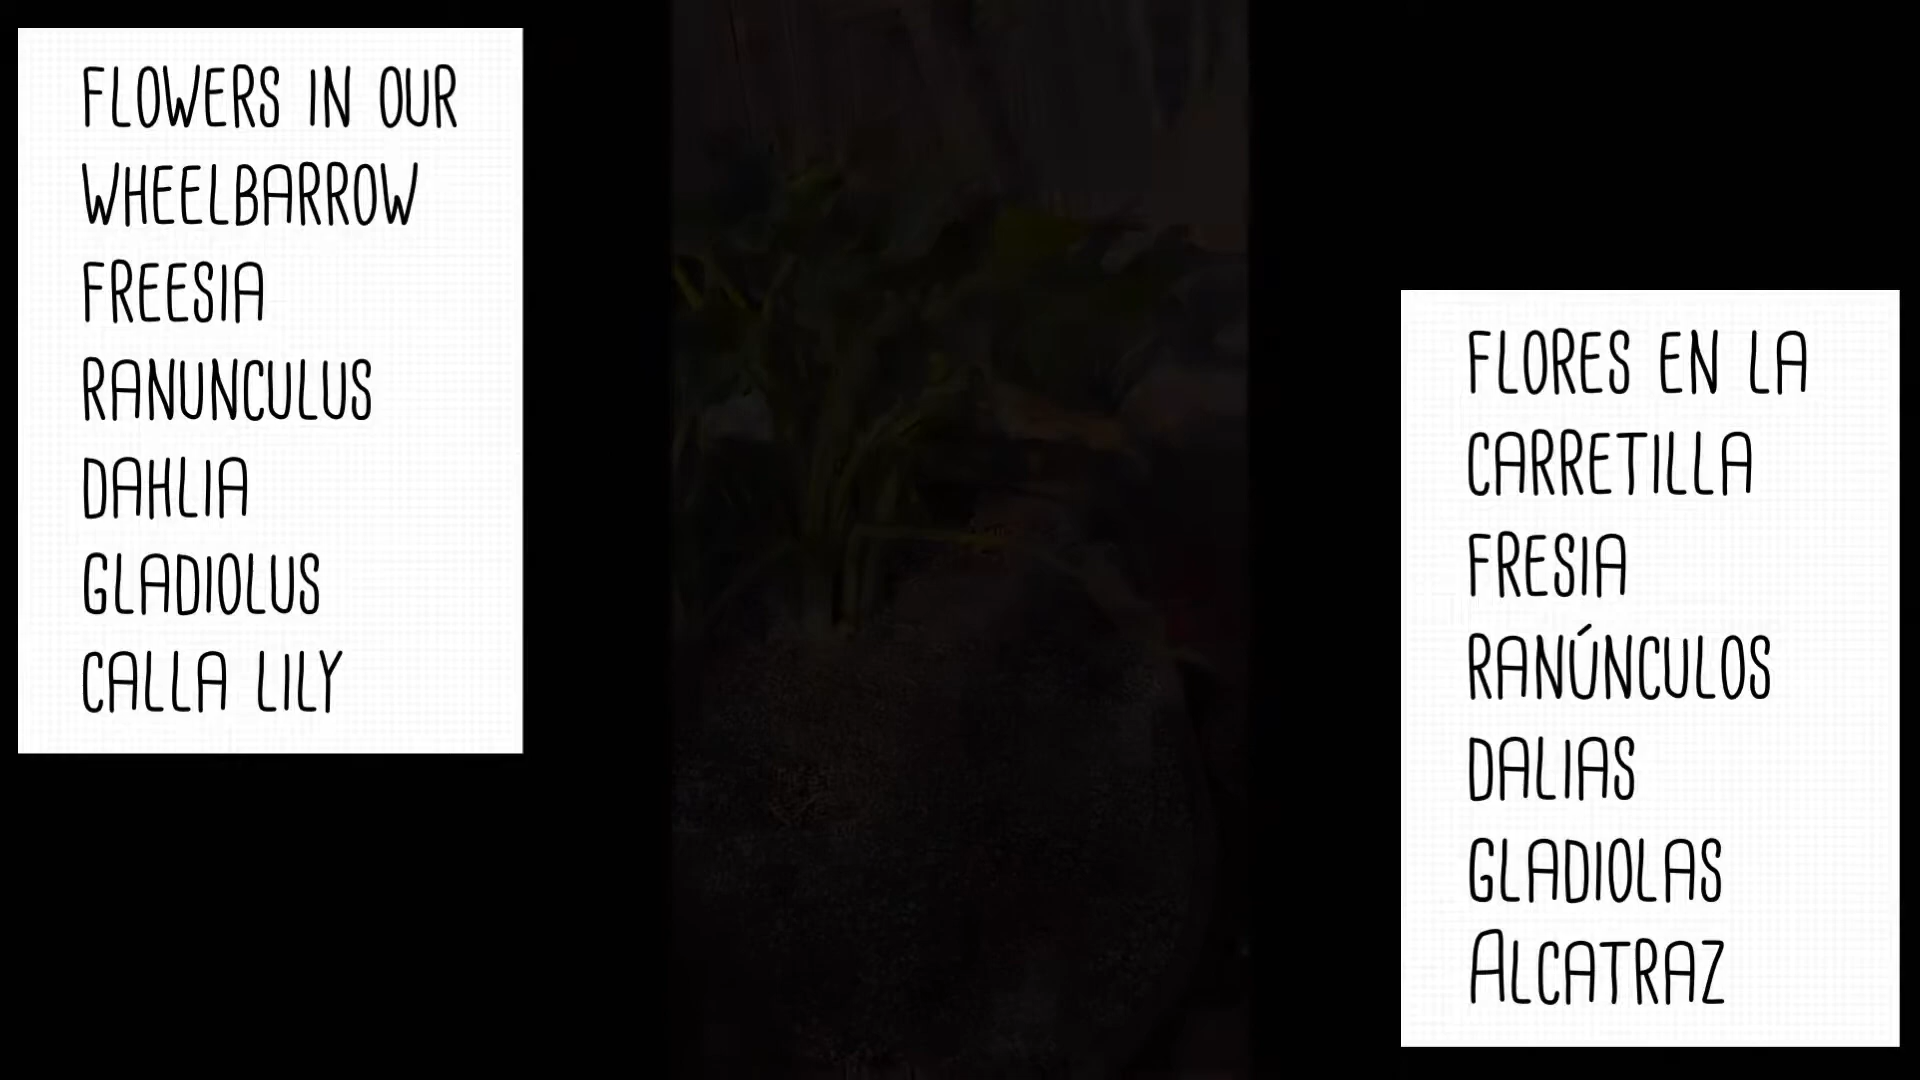 FLOWERS IN OUR
WHEELBARROW
FREESIA
RANUNCULUS
DAHLIA
GLADIOLUS
CALLA LILY
FLORES EN LA
CARRETILLA
FRESIA
RANÚNCULOS
DALIAS
GLADIOLAS
ALCATRAZ